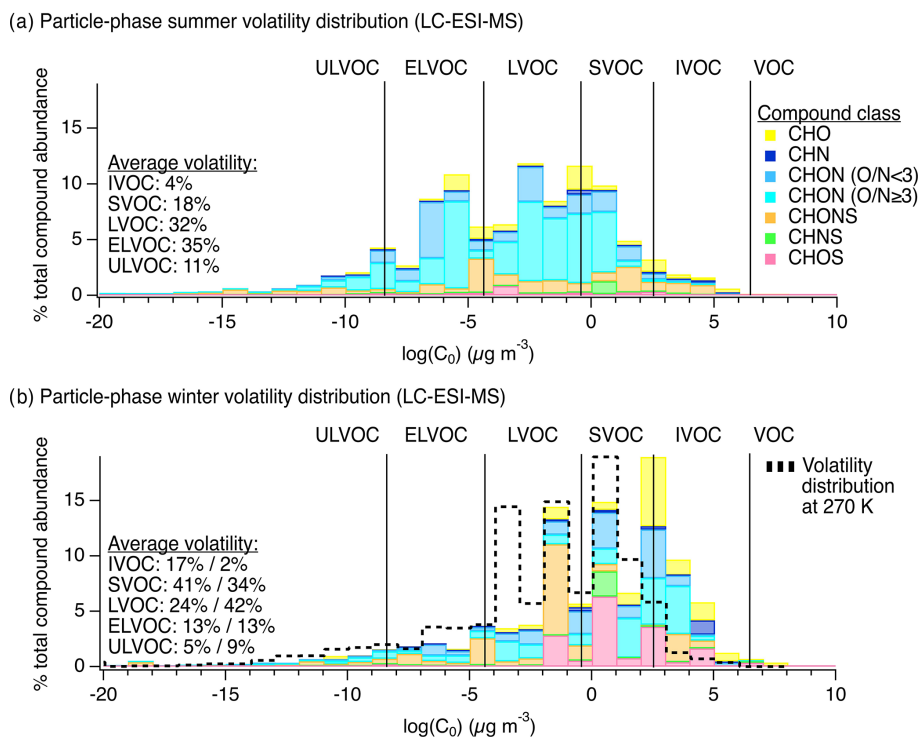 (a) Particle-phase summer volatility distribution (LC-ESI-MS)
ULVOC ELVOC LVOC SVOC IVOC VOC
% total compound abundance
15
10
5
0
Average volatility:
IVOC: 4%
SVOC: 18%
LVOC: 32%
ELVOC: 35%
ULVOC: 11%
Compound class
CHO
CHN
CHON (O/N<3)
CHON (O/N≥3)
CHONS
CHNS
CHOS
-20 -15 -10 -5 0 5 10
log(C0) (µg m-3)
(b) Particle-phase winter volatility distribution (LC-ESI-MS)
ULVOC ELVOC LVOC SVOC IVOC VOC
% total compound abundance
15
10
5
0
Average volatility:
IVOC: 17% / 2%
SVOC: 41% / 34%
LVOC: 24% / 42%
ELVOC: 13% / 13%
ULVOC: 5% / 9%
Volatility
distribution
at 270 K
-20 -15 -10 -5 0 5 10
log(C0) (µg m-3)